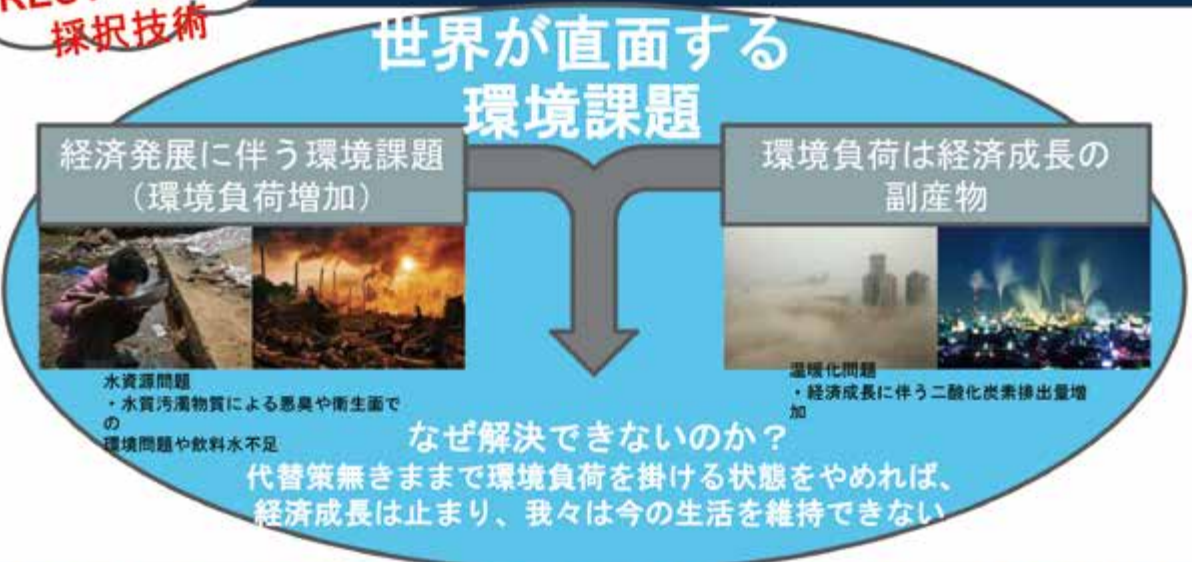 採択技術
世界が直面する
環境課題
経済発展に伴う環境課題
（環境負荷増加）
環境負荷は経済成長の
副産物
水資源問題
・水質汚濁物質による悪臭や衛生面で
の
環境問題や飲料水不足
温暖化問題
・経済成長に伴う二酸化炭素排出量増
加
なぜ解決できないのか？
代替策無きままで環境負荷を掛ける状態をやめれば、
経済成長は止まり、我々は今の生活を維持できない